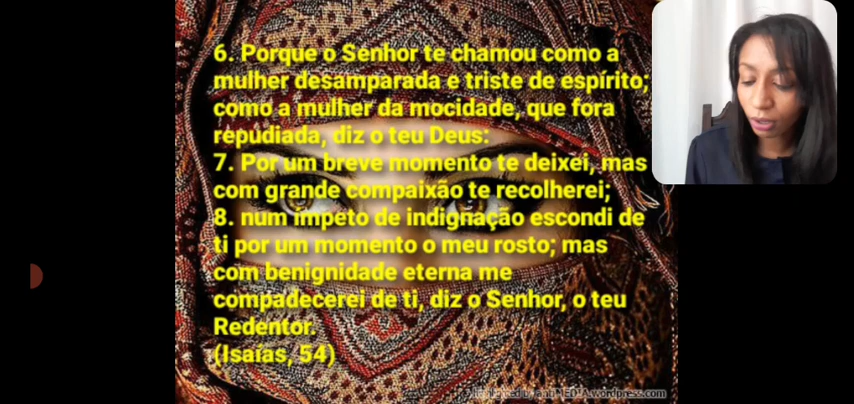 6. Porque o Senhor te chamou como a
mulher desamparada e triste de espírito;
como a mulher da mocidade, que fora
repudiada, diz o teu Deus:
7. Por um breve momento te deixei, mas
com grande compaixão te recolherei;
8. num ímpeto de indignação escondi de
ti por um momento o meu rosto; mas
com benignidade eterna me
compadecerei de ti, diz o Senhor, o teu
Redentor.
(Isaías, 54)